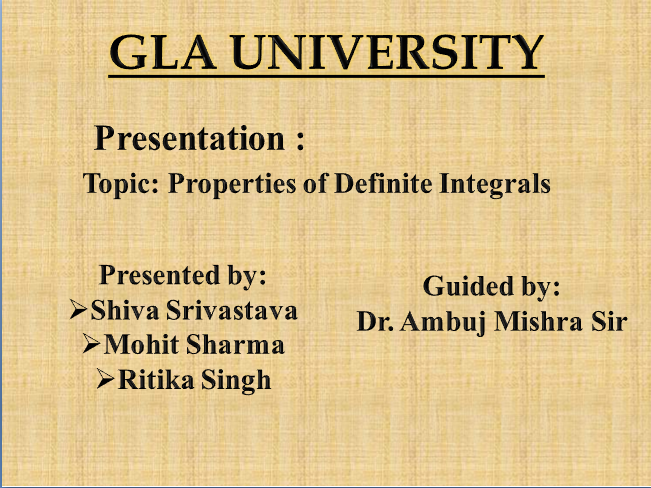 GLA UNIVERSITY
Presentation :
Topic: Properties of Definite Integrals
Presented by:
➢Shiva Srivastava
➢Mohit Sharma
➢Ritika Singh
Guided by:
Dr. Ambuj Mishra Sir